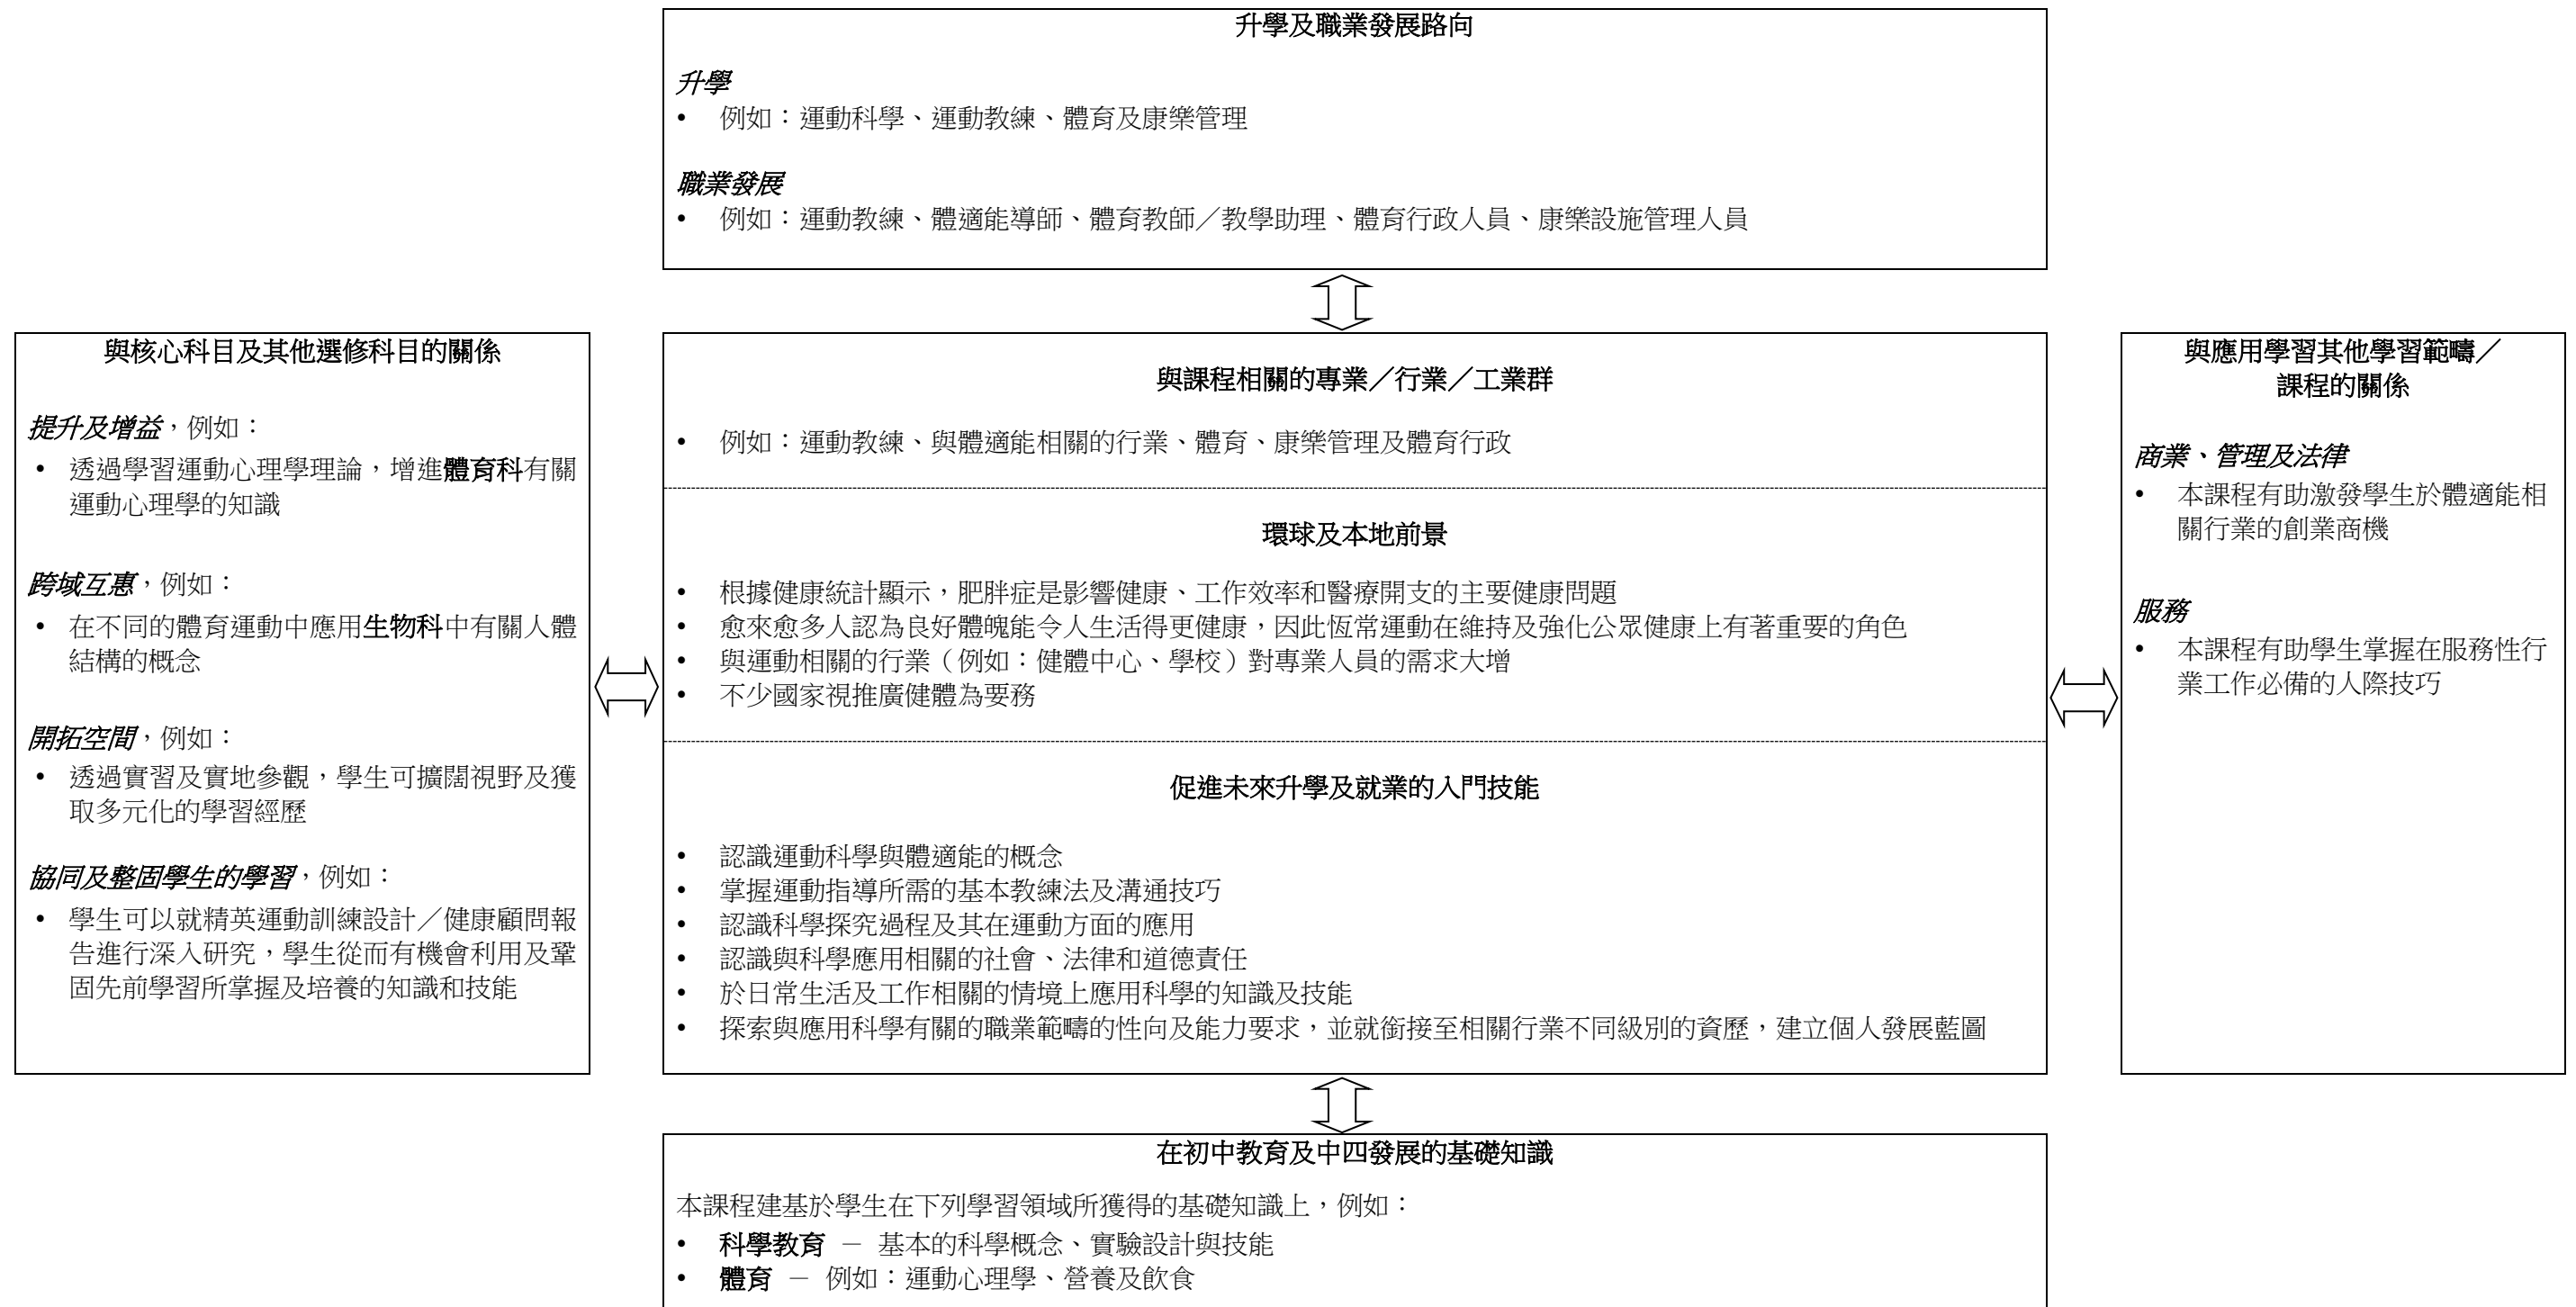 升學及職業發展路向
升學
• 例如：運動科學、運動教練、體育及康樂管理
職業發展
• 例如：運動教練、體適能導師、體育教師／教學助理、體育行政人員、康樂設施管理人員
與核心科目及其他選修科目的關係
提升及增益，例如：
• 透過學習運動心理學理論，增進體育科有關
運動心理學的知識
跨域互惠，例如：
• 在不同的體育運動中應用生物科中有關人體
結構的概念
開拓空間，例如：
• 透過實習及實地參觀，學生可擴闊視野及獲
取多元化的學習經歷
協同及整固學生的學習，例如：
• 學生可以就精英運動訓練設計／健康顧問報
告進行深入研究，學生從而有機會利用及鞏
固先前學習所掌握及培養的知識和技能
與課程相關的專業／行業／工業群
• 例如：運動教練、與體適能相關的行業、體育、康樂管理及體育行政
環球及本地前景
• 根據健康統計顯示，肥胖症是影響健康、工作效率和醫療開支的主要健康問題
• 愈來愈多人認為良好體魄能令人生活得更健康，因此恆常運動在維持及強化公眾健康上有著重要的角色
• 與運動相關的行業（例如：健體中心、學校）對專業人員的需求大增
• 不少國家視推廣健體為要務
促進未來升學及就業的入門技能
• 認識運動科學與體適能的概念
• 掌握運動指導所需的基本教練法及溝通技巧
• 認識科學探究過程及其在運動方面的應用
• 認識與科學應用相關的社會、法律和道德責任
• 於日常生活及工作相關的情境上應用科學的知識及技能
• 探索與應用科學有關的職業範疇的性向及能力要求，並就銜接至相關行業不同級別的資歷，建立個人發展藍圖
與應用學習其他學習範疇／
課程的關係
商業、管理及法律
• 本課程有助激發學生於體適能相
關行業的創業商機
服務
• 本課程有助學生掌握在服務性行
業工作必備的人際技巧
在初中教育及中四發展的基礎知識
本課程建基於學生在下列學習領域所獲得的基礎知識上，例如：
• 科學教育 － 基本的科學概念、實驗設計與技能
• 體育 － 例如：運動心理學、營養及飲食